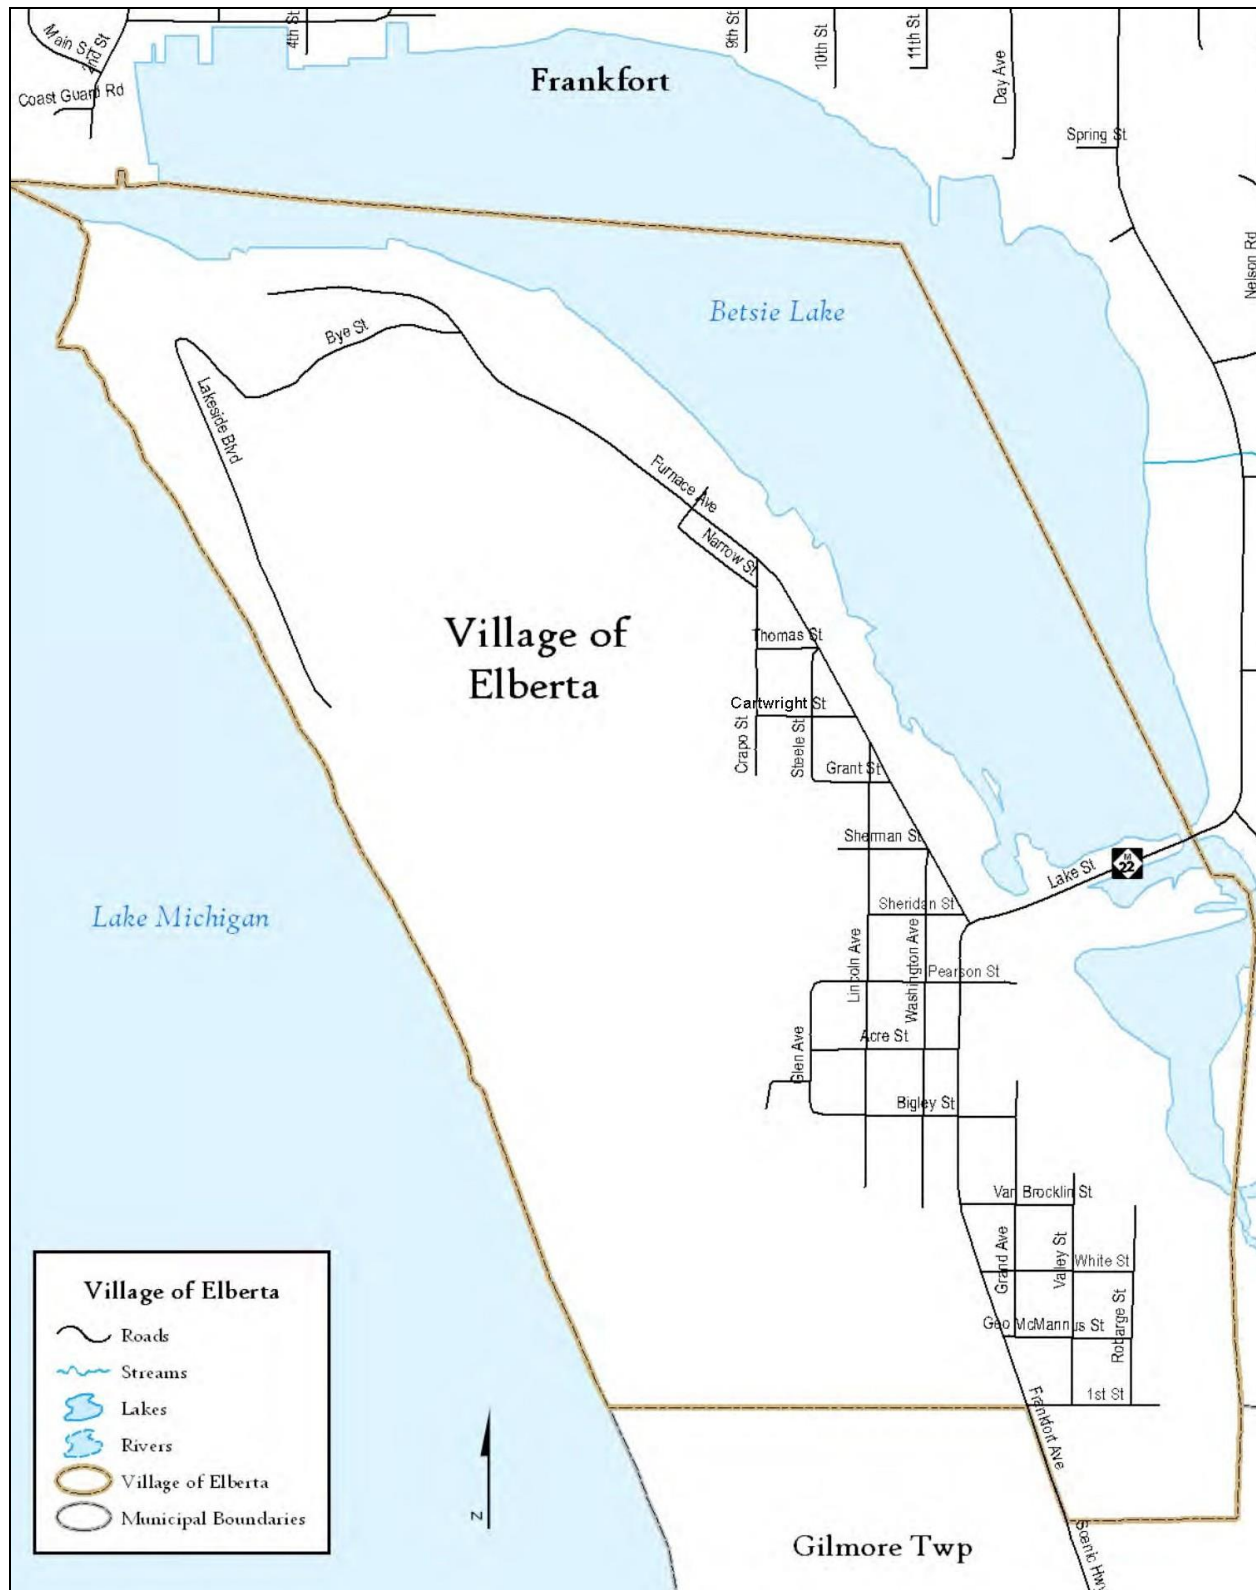 Main St
2nd St
4th St
9th St
10th St
11th St
Day Ave
Coast Guard Rd
Frankfort
Spring St
Nelson Rd
Betsie Lake
Bye St
Lakeside Blvd
Furnace Ave
Narrow St
Village of
Elberta
Thomas St
Cartwright St
Crapo St
Steele St
Grant St
Sherman St
Lake St
M
22
Sheridan St
Lake Michigan
Lincoln Ave
Washington Ave
Pearson St
Glen Ave
Acre St
Bigley St
Van Brocklin St
Grand Ave
Valley St
White St
Geo McMannus St
Robarge St
1st St
Frankfort Ave
Scenic Hwy
Gilmore Twp
Village of Elberta
Roads
Streams
Lakes
Rivers
Village of Elberta
Municipal Boundaries
N